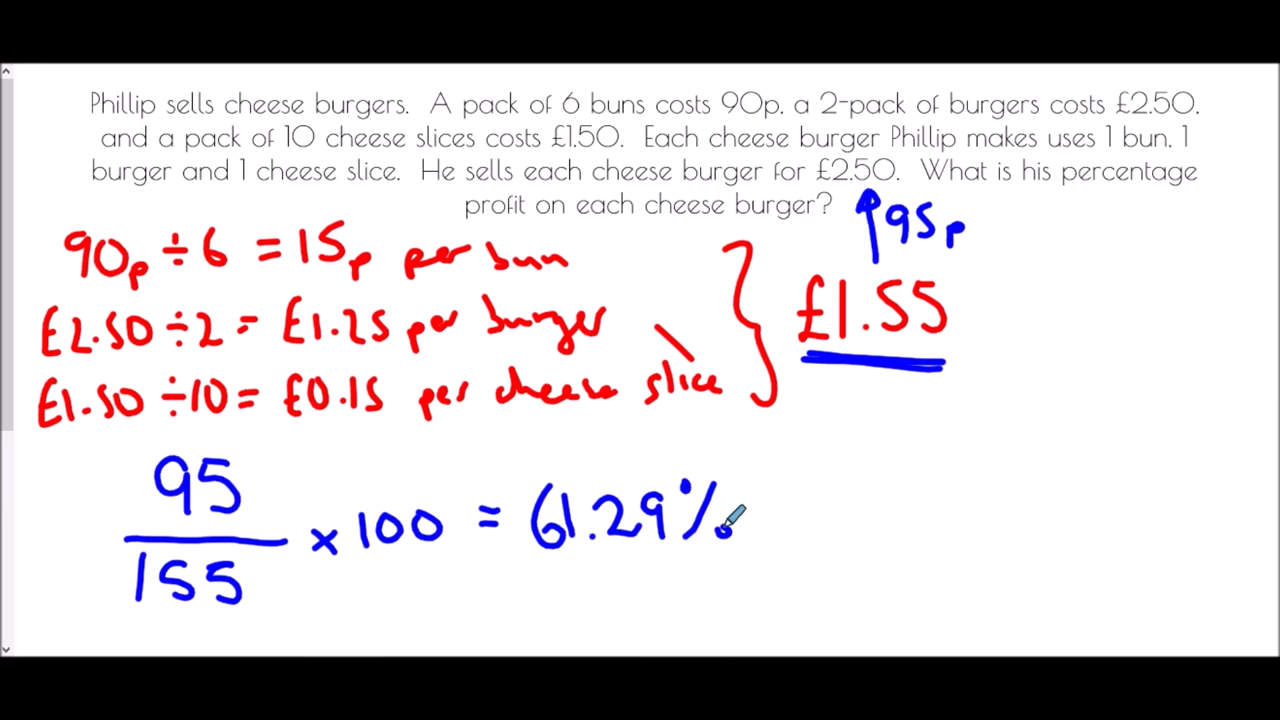 Phillip sells cheese burgers. A pack of 6 buns costs 90p, a 2-pack of burgers costs £2.50,
and a pack of 10 cheese slices costs £1.50. Each cheese burger Phillip makes uses 1 bun, 1
burger and 1 cheese slice. He sells each cheese burger for £2.50. What is his percentage
profit on each cheese burger?
95p
90p ÷ 6 = 15p per bun
£2.50 ÷ 2 = £1.25 per burger
£1.55
£1.50 ÷ 10 = £0.15 per cheese slice
95
155
× 100 = 61.29%